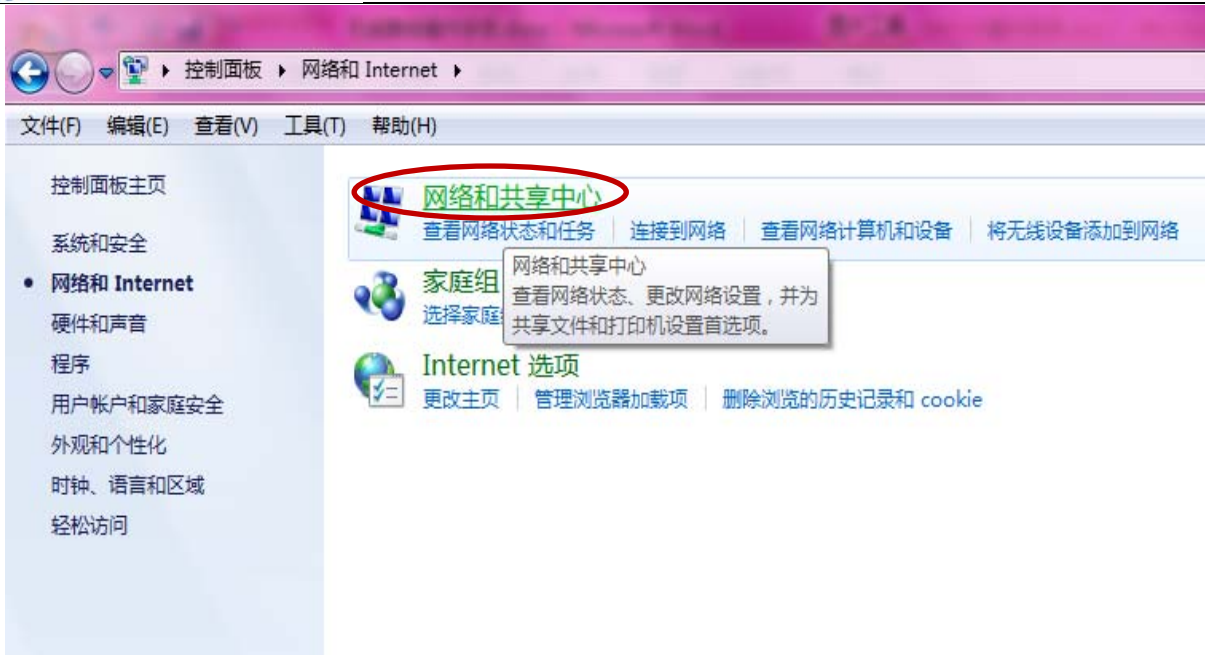 控制面板 ▸ 网络和 Internet ▸
文件(F) 编辑(E) 查看(V) 工具(T) 帮助(H)
控制面板主页
系统和安全
网络和 Internet
硬件和声音
程序
用户帐户和家庭安全
外观和个性化
时钟、语言和区域
轻松访问
网络和共享中心
查看网络状态和任务 连接到网络 查看网络计算机和设备 将无线设备添加到网络
家庭组
选择家庭
网络和共享中心
查看网络状态、更改网络设置，并为
共享文件和打印机设置首选项。
Internet 选项
更改主页 管理浏览器加载项 删除浏览的历史记录和 cookie